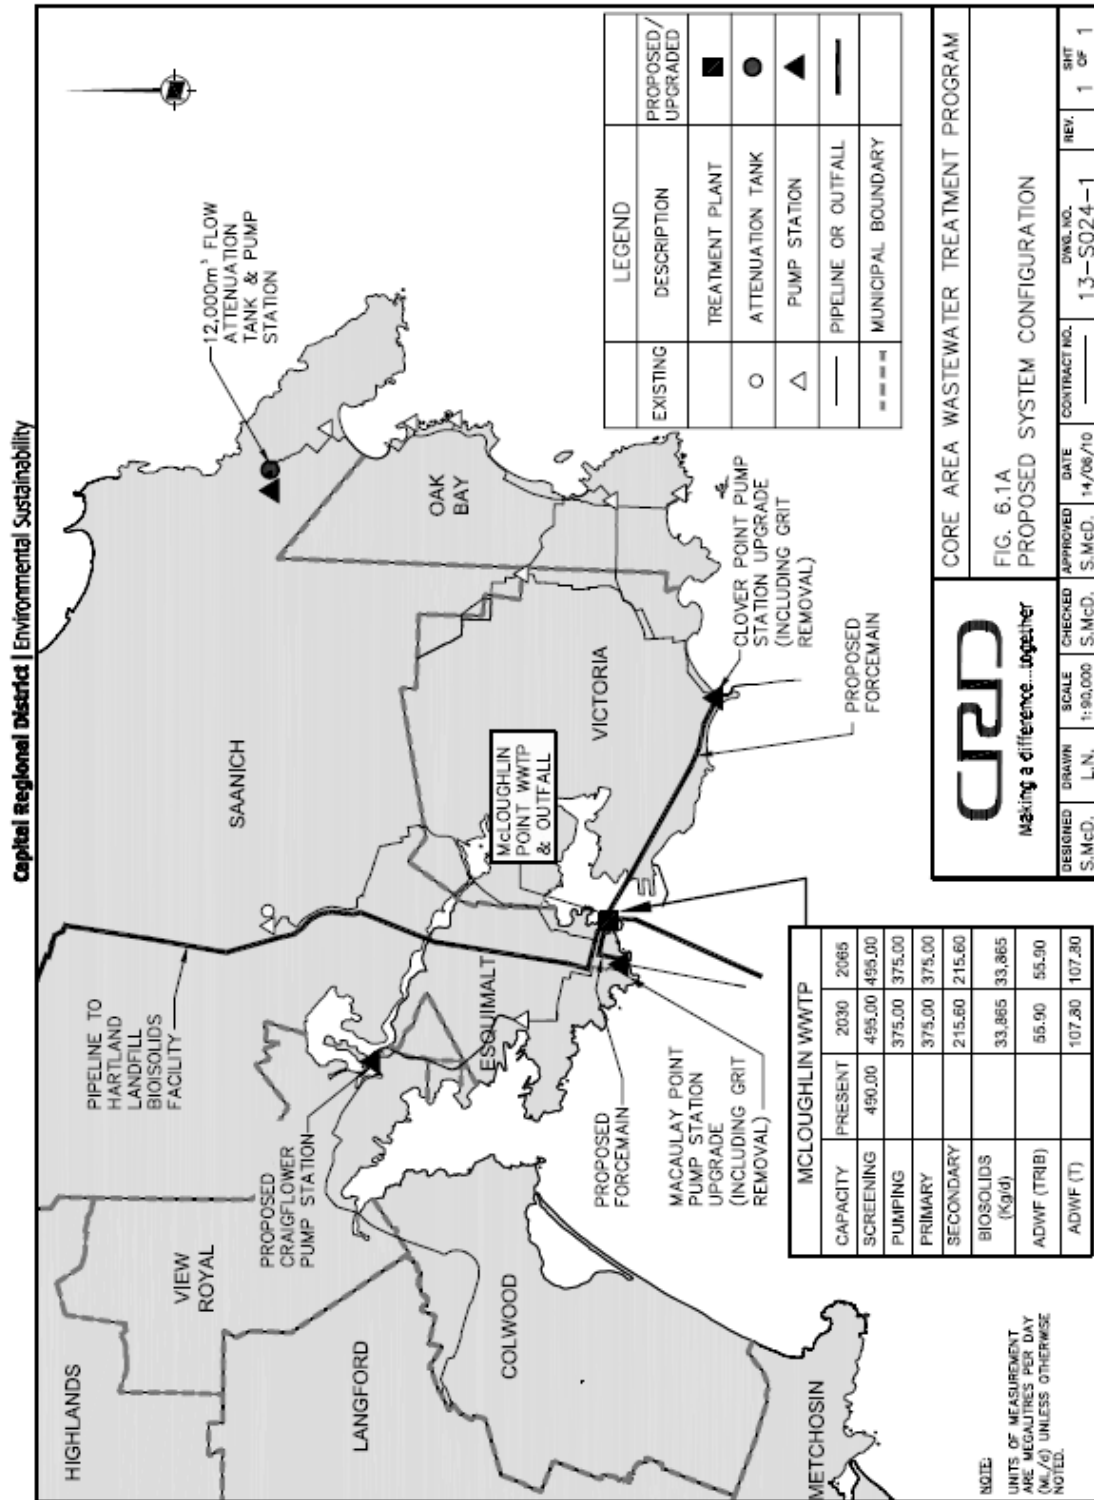 Capital Regional District | Environmental Sustainability
HIGHLANDS
VIEW
ROYAL
LANGFORD
COLWOOD
METCHOSIN
SAANICH
ESQUIMALT
VICTORIA
OAK
BAY
PIPELINE TO
HARTLAND
LANDFILL
BIOISOLIDS
FACILITY
PROPOSED
CRAIGFLOWER
PUMP STATION
12,000m³ FLOW
ATTENUATION
TANK & PUMP
STATION
McLOUGHLIN
POINT WWTP
& OUTFALL
PROPOSED
FORCEMAIN
MACAULAY POINT
PUMP STATION
UPGRADE
(INCLUDING GRIT
REMOVAL)
CLOVER POINT PUMP
STATION UPGRADE
(INCLUDING GRIT
REMOVAL)
PROPOSED
FORCEMAIN
LEGEND
EXISTING DESCRIPTION PROPOSED/
UPGRADED
TREATMENT PLANT
ATTENUATION TANK
PUMP STATION
PIPELINE OR OUTFALL
MUNICIPAL BOUNDARY
MCLOUGHLIN WWTP
CAPACITY PRESENT 2030 2065
SCREENING 490.00 495.00 495.00
PUMPING 375.00 375.00
PRIMARY 375.00 375.00
SECONDARY 215.60 215.60
BIOSOLIDS
(Kg/d) 33,865 33,865
ADWF (TRIB) 55.90 55.90
ADWF (T) 107.80 107.80
NOTE:
UNITS OF MEASUREMENT
ARE MEGALITRES PER DAY
(ML/d) UNLESS OTHERWISE
NOTED.
CRD
Making a difference...together
CORE AREA WASTEWATER TREATMENT PROGRAM
FIG. 6.1A
PROPOSED SYSTEM CONFIGURATION
DESIGNED DRAWN SCALE CHECKED APPROVED DATE CONTRACT NO. DWG. NO. REV. SHT
S.McD. L.N. 1:90,000 S.McD. S.McD. 14/06/10 13-S024-1 1 OF 1